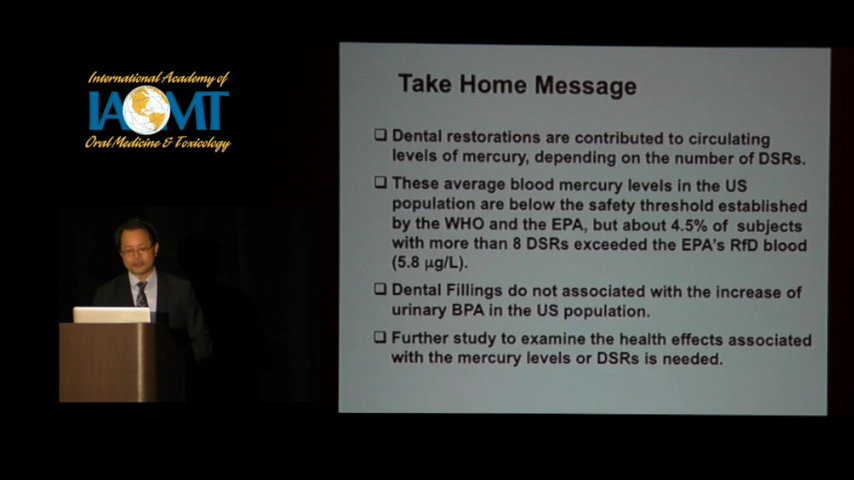 International Academy of
IAOMT
Oral Medicine & Toxicology
Take Home Message
❑ Dental restorations are contributed to circulating
levels of mercury, depending on the number of DSRs.
❑ These average blood mercury levels in the US
population are below the safety threshold established
by the WHO and the EPA, but about 4.5% of subjects
with more than 8 DSRs exceeded the EPA's RfD blood
(5.8 µg/L).
❑ Dental Fillings do not associated with the increase of
urinary BPA in the US population.
❑ Further study to examine the health effects associated
with the mercury levels or DSRs is needed.